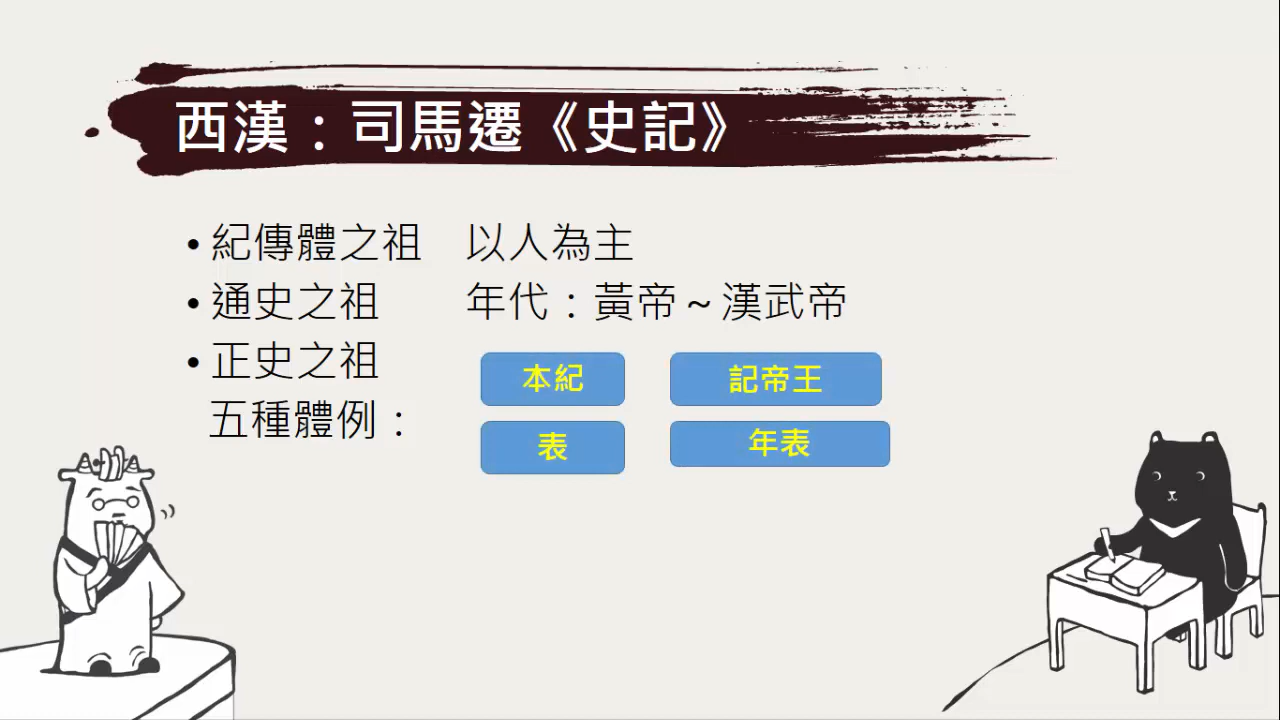 西漢：司馬遷《史記》
• 紀傳體之祖　以人為主
• 通史之祖　　年代：黃帝～漢武帝
• 正史之祖
五種體例：
本紀　記帝王
表　年表